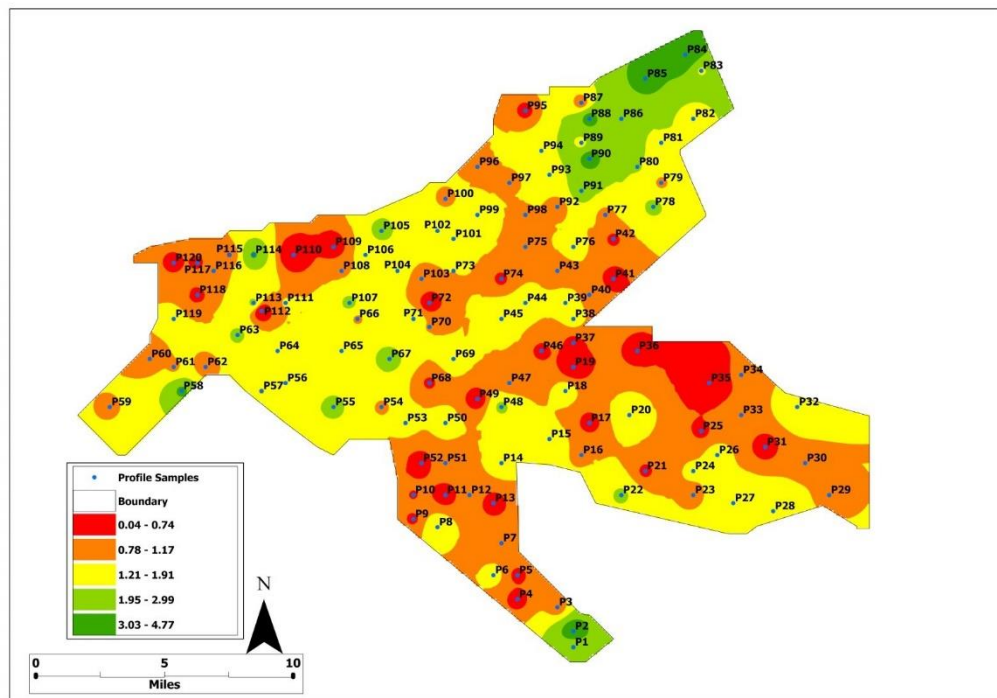 P84
P83
P85
P87
P95
P88
P86
P82
P89
P81
P94
P90
P96
P80
P93
P97
P79
P91
P100
P92
P78
P99
P98
P77
P105
P102
P101
P42
P109
P75
P76
P115
P114
P110
P106
P120
P117
P116
P108
P104
P73
P43
P103
P74
P41
P118
P40
P113
P111
P107
P72
P44
P39
P112
P119
P66
P71
P45
P38
P70
P63
P37
P64
P65
P46
P36
P60
P67
P69
P61
P62
P19
P34
P68
P47
P35
P56
P58
P57
P18
P49
P59
P55
P54
P48
P32
P20
P33
P53
P50
P17
P25
P15
P31
P52
P51
P14
P16
P26
P30
P21
P24
P10
P11
P12
P22
P23
P29
P13
P27
P28
P9
P8
P7
P6
P5
P4
P3
P2
P1
Profile Samples
Boundary
0.04 - 0.74
0.78 - 1.17
1.21 - 1.91
1.95 - 2.99
3.03 - 4.77
N
0 5 10
Miles